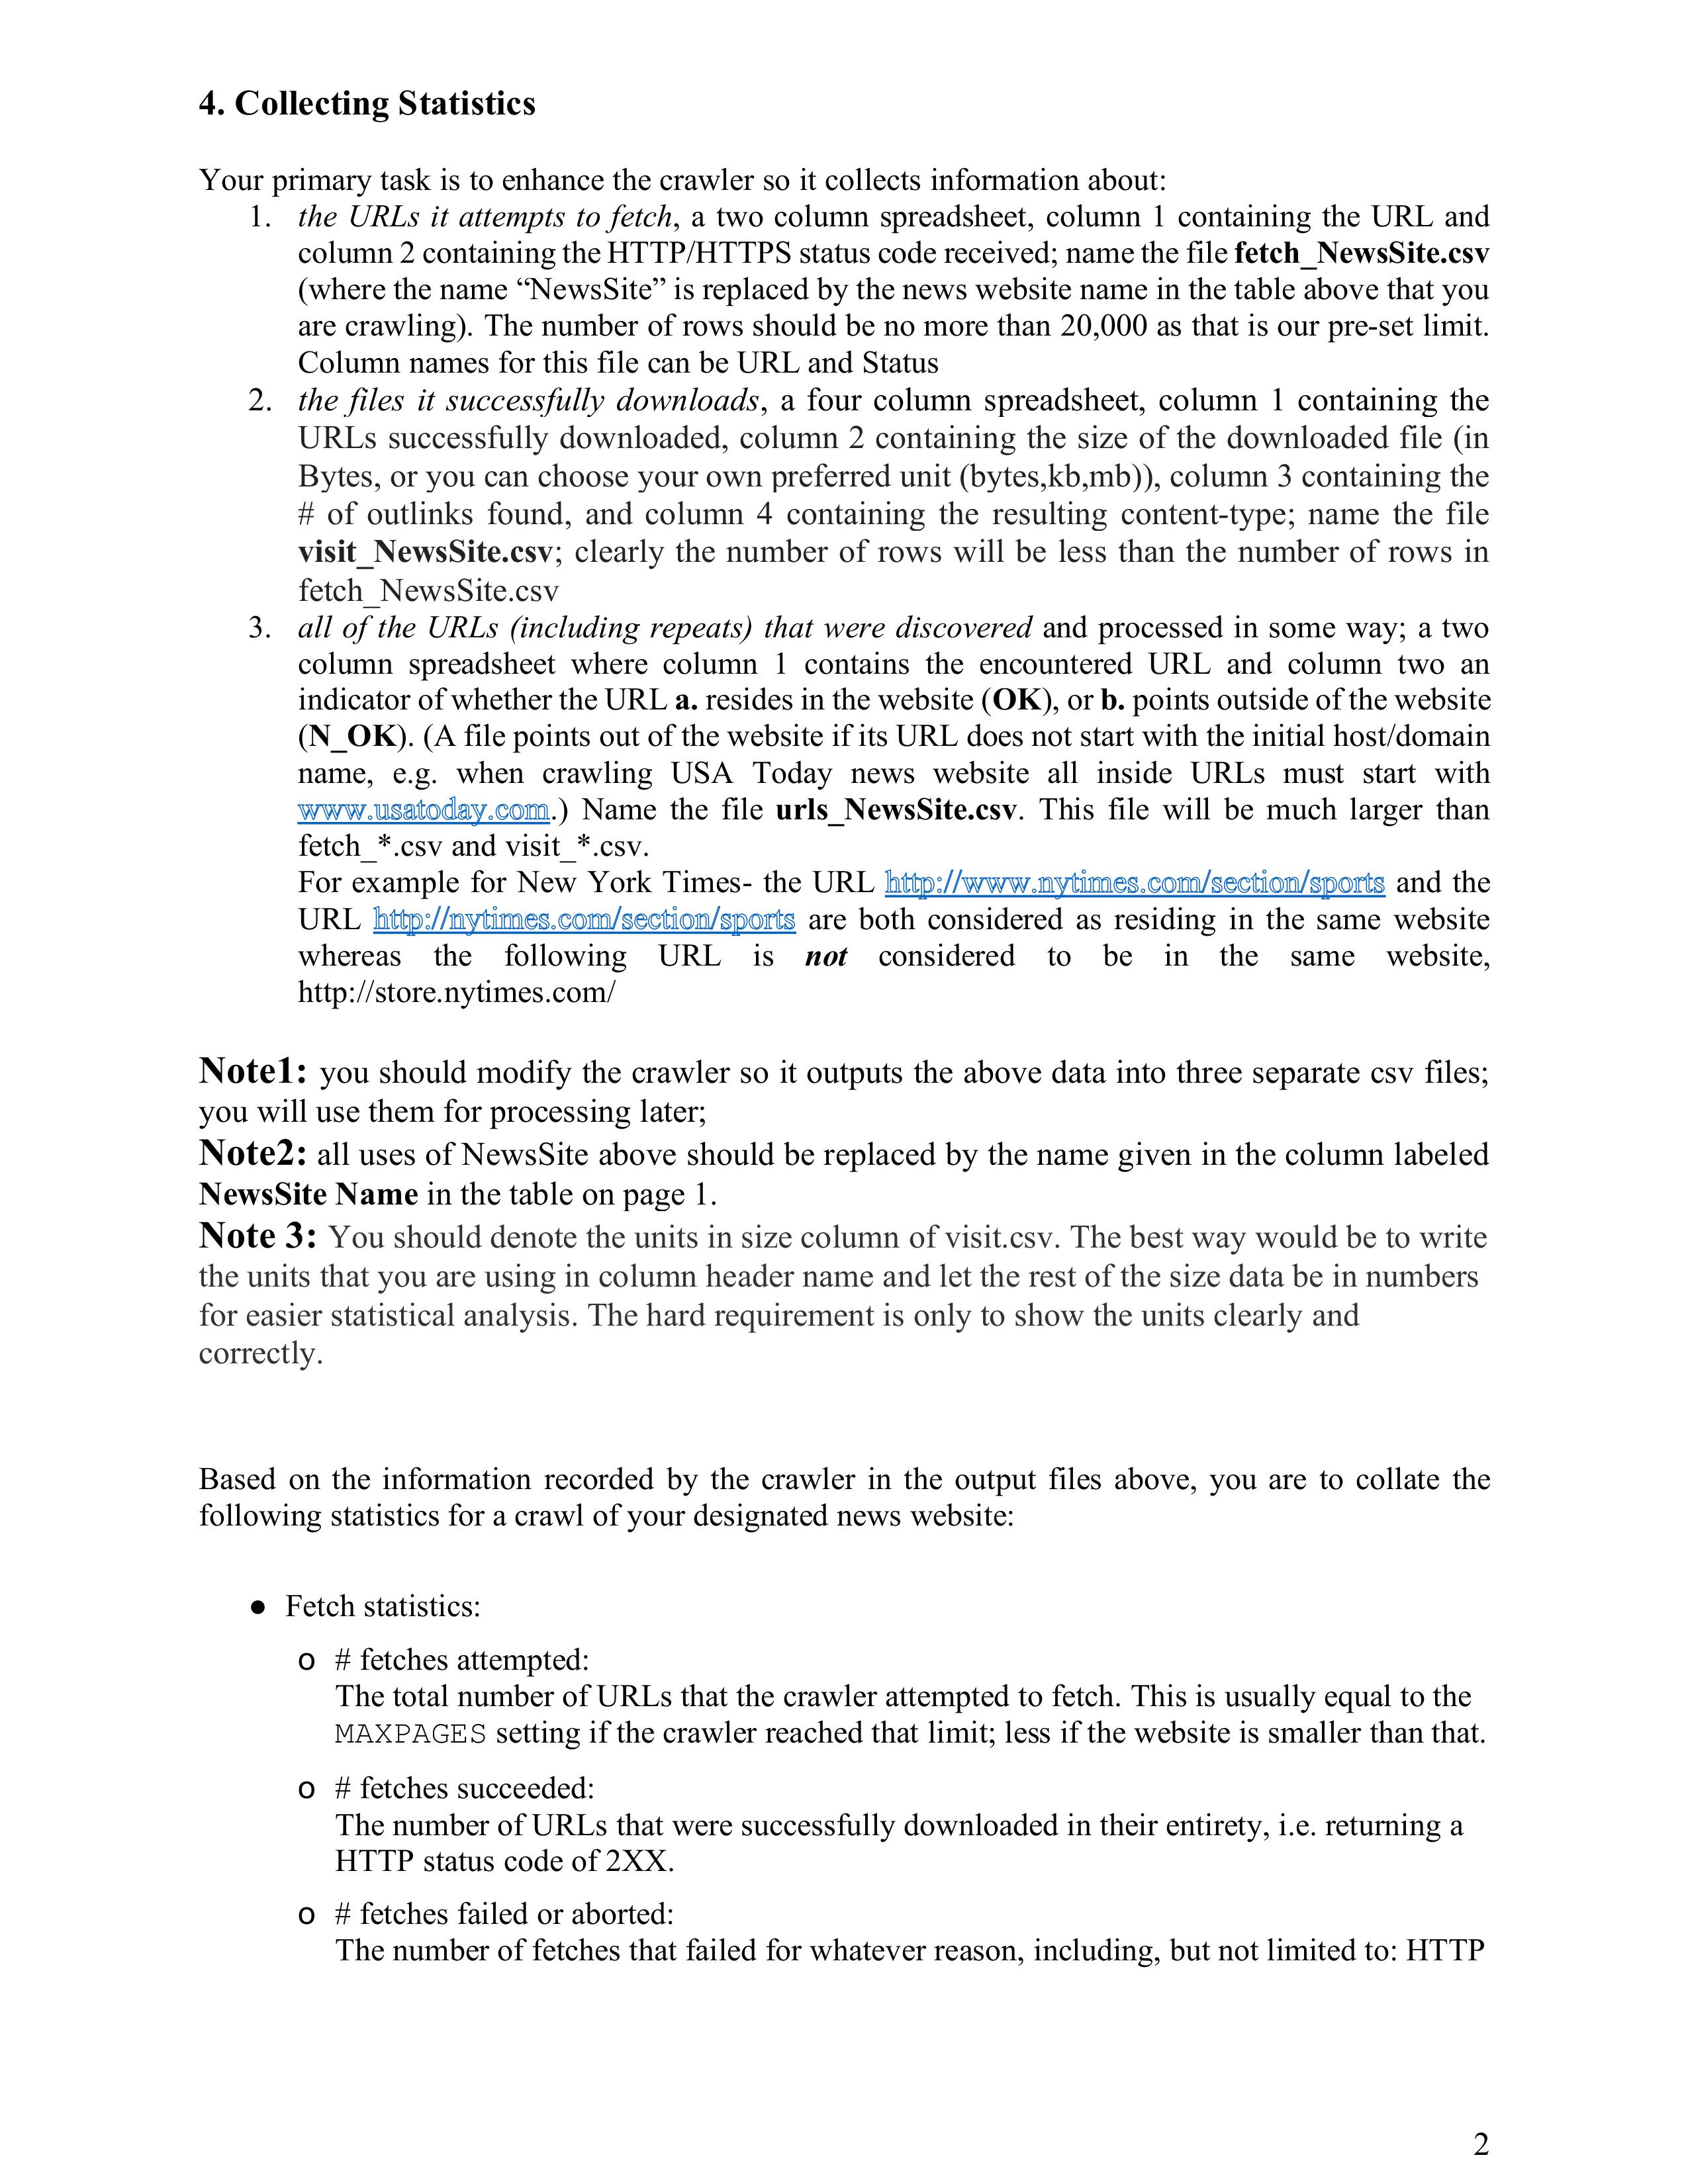 4. Collecting Statistics
Your primary task is to enhance the crawler so it collects information about:
1. the URLs it attempts to fetch, a two column spreadsheet, column 1 containing the URL and
column 2 containing the HTTP/HTTPS status code received; name the file fetch_NewsSite.csv
(where the name “NewsSite” is replaced by the news website name in the table above that you
are crawling). The number of rows should be no more than 20,000 as that is our pre-set limit.
Column names for this file can be URL and Status
2. the files it successfully downloads, a four column spreadsheet, column 1 containing the
URLs successfully downloaded, column 2 containing the size of the downloaded file (in
Bytes, or you can choose your own preferred unit (bytes,kb,mb)), column 3 containing the
# of outlinks found, and column 4 containing the resulting content-type; name the file
visit_NewsSite.csv; clearly the number of rows will be less than the number of rows in
fetch_NewsSite.csv
3. all of the URLs (including repeats) that were discovered and processed in some way; a two
column spreadsheet where column 1 contains the encountered URL and column two an
indicator of whether the URL a. resides in the website (OK), or b. points outside of the website
(N_OK). (A file points out of the website if its URL does not start with the initial host/domain
name, e.g. when crawling USA Today news website all inside URLs must start with
www.usatoday.com.) Name the file urls_NewsSite.csv. This file will be much larger than
fetch_*.csv and visit_*.csv.
For example for New York Times- the URL http://www.nytimes.com/section/sports and the
URL http://nytimes.com/section/sports are both considered as residing in the same website
whereas the following URL is not considered to be in the same website,
http://store.nytimes.com/
Note1: you should modify the crawler so it outputs the above data into three separate csv files;
you will use them for processing later;
Note2: all uses of NewsSite above should be replaced by the name given in the column labeled
NewsSite Name in the table on page 1.
Note 3: You should denote the units in size column of visit.csv. The best way would be to write
the units that you are using in column header name and let the rest of the size data be in numbers
for easier statistical analysis. The hard requirement is only to show the units clearly and
correctly.
Based on the information recorded by the crawler in the output files above, you are to collate the
following statistics for a crawl of your designated news website:
● Fetch statistics:
o # fetches attempted:
The total number of URLs that the crawler attempted to fetch. This is usually equal to the
MAXPAGES setting if the crawler reached that limit; less if the website is smaller than that.
o # fetches succeeded:
The number of URLs that were successfully downloaded in their entirety, i.e. returning a
HTTP status code of 2XX.
o # fetches failed or aborted:
The number of fetches that failed for whatever reason, including, but not limited to: HTTP
2